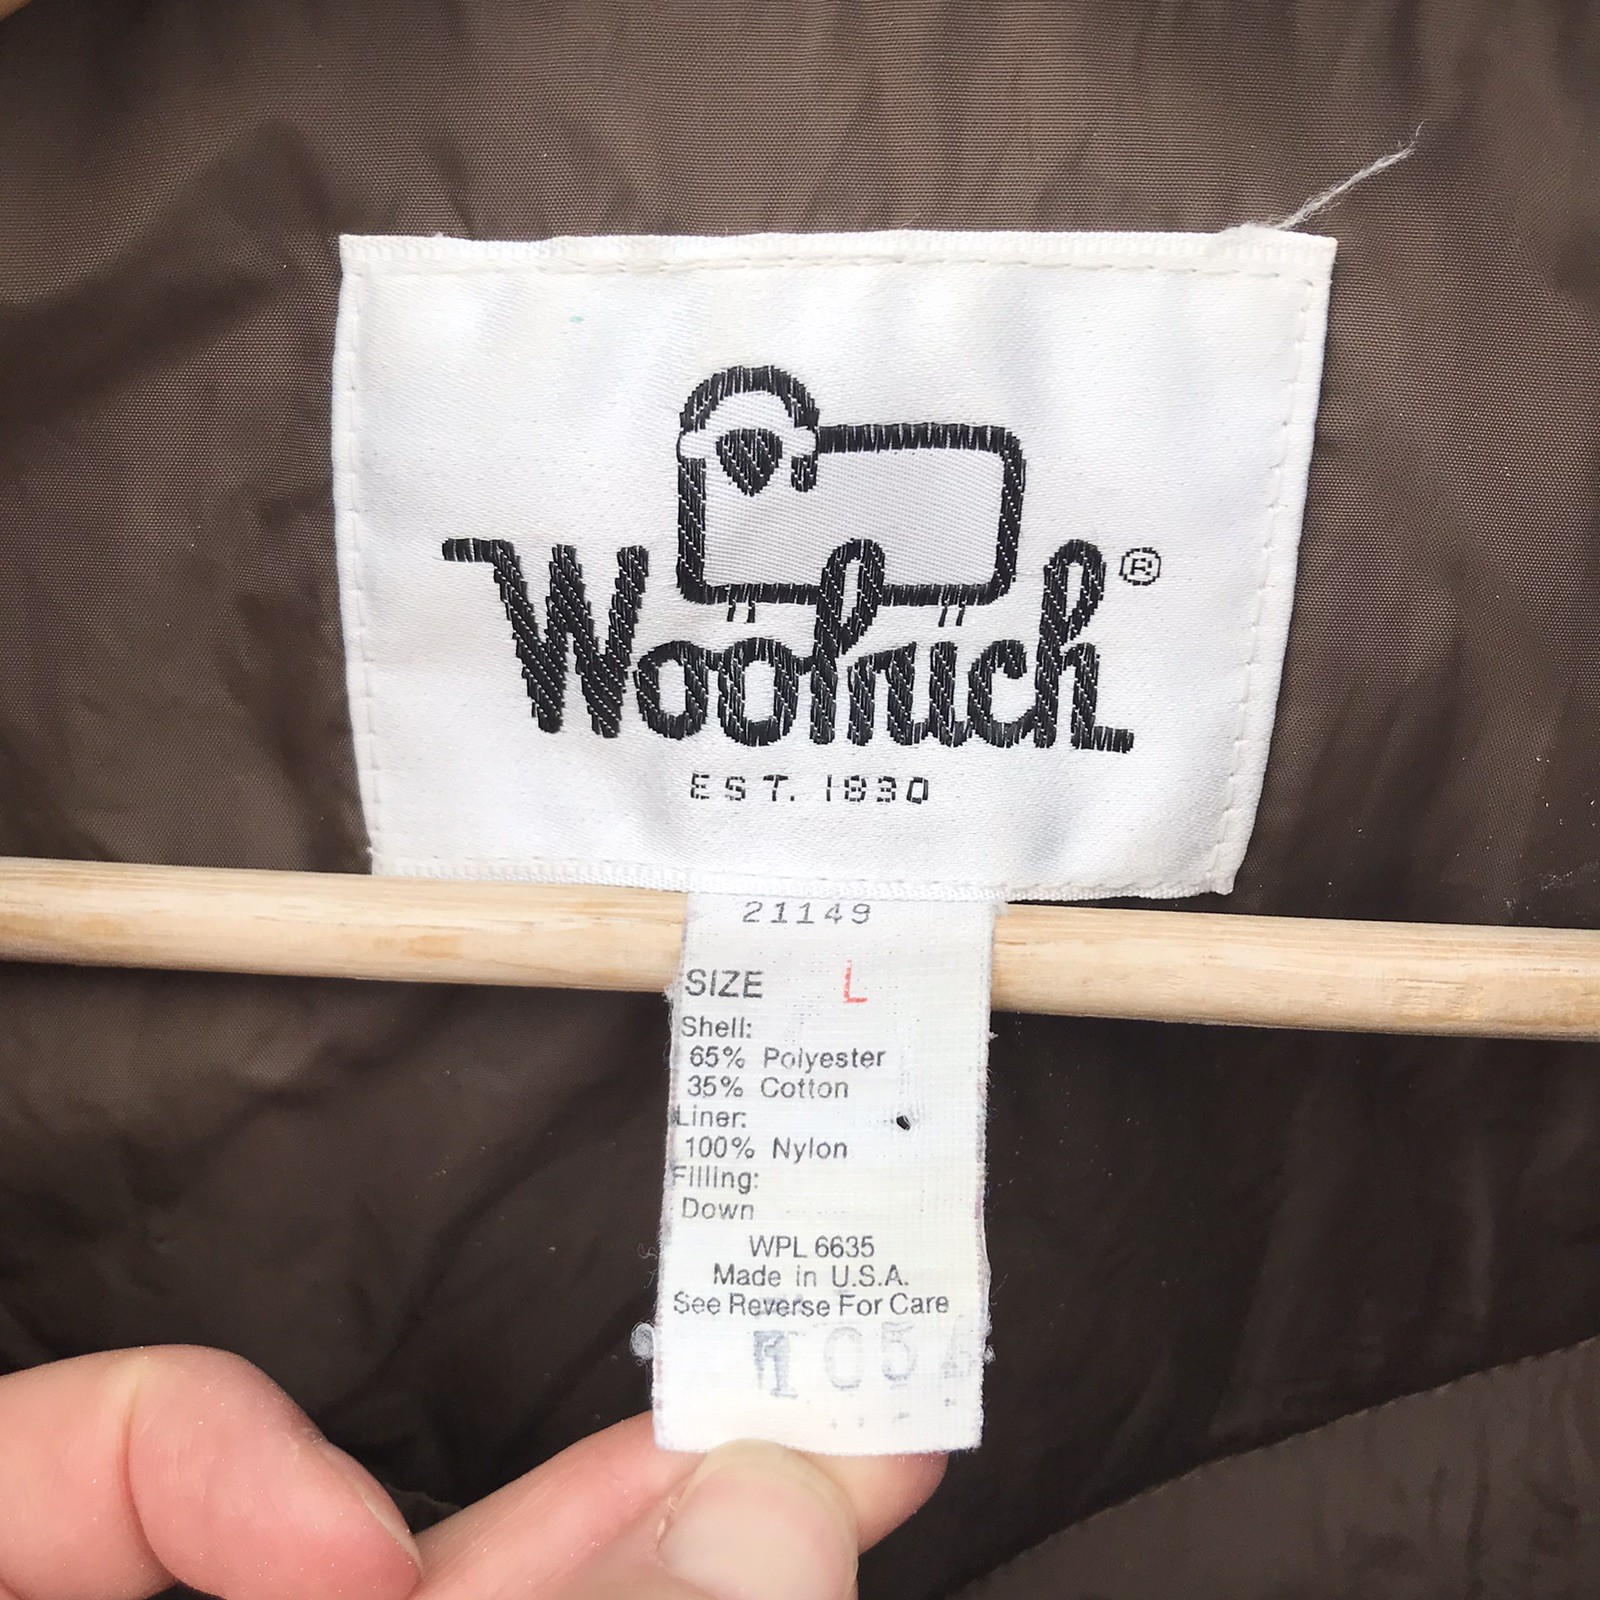 Woolrich®
EST. 1830
21149
SIZE L
Shell:
65% Polyester
35% Cotton
Liner:
100% Nylon
Filling:
Down
WPL 6635
Made in U.S.A.
See Reverse For Care